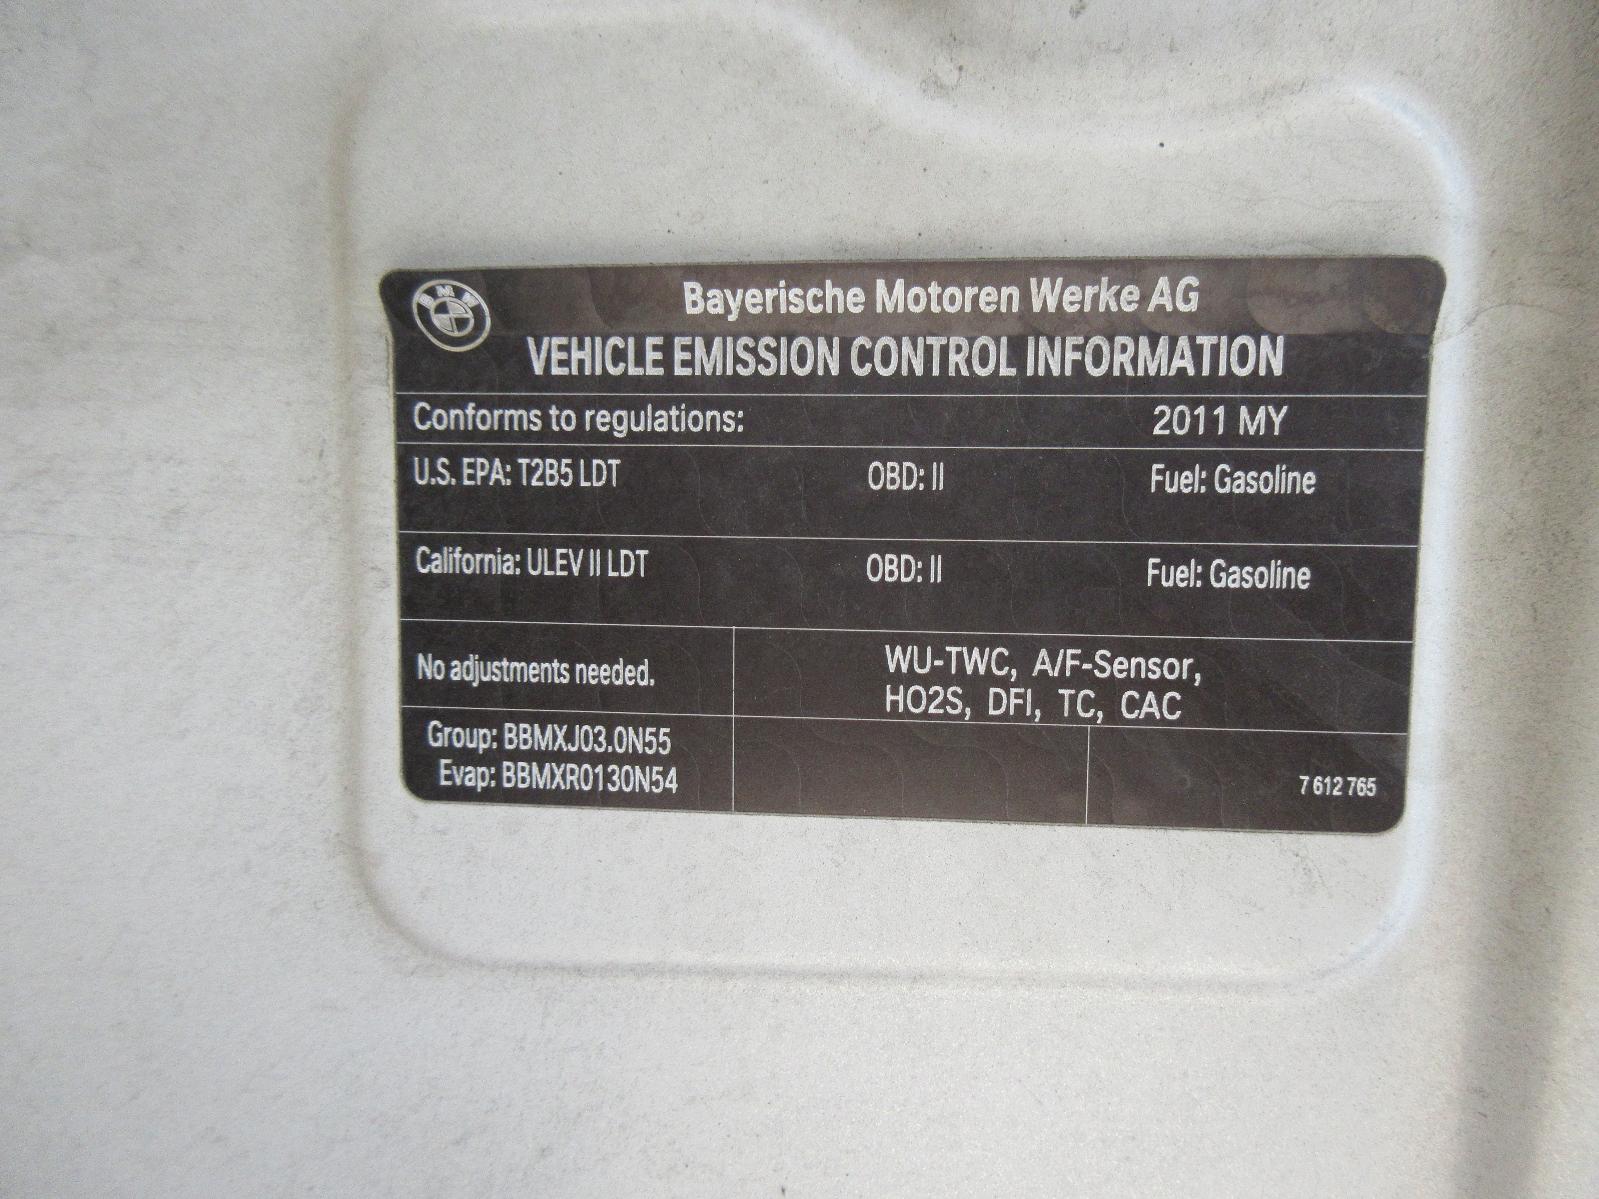 BMW
Bayerische Motoren Werke AG
VEHICLE EMISSION CONTROL INFORMATION
Conforms to regulations: 2011 MY
U.S. EPA: T2B5 LDT OBD: II Fuel: Gasoline
California: ULEV II LDT OBD: II Fuel: Gasoline
No adjustments needed.
WU-TWC, A/F-Sensor,
HO2S, DFI, TC, CAC
Group: BBMXJ03.0N55
Evap: BBMXR0130N54
7 612 765